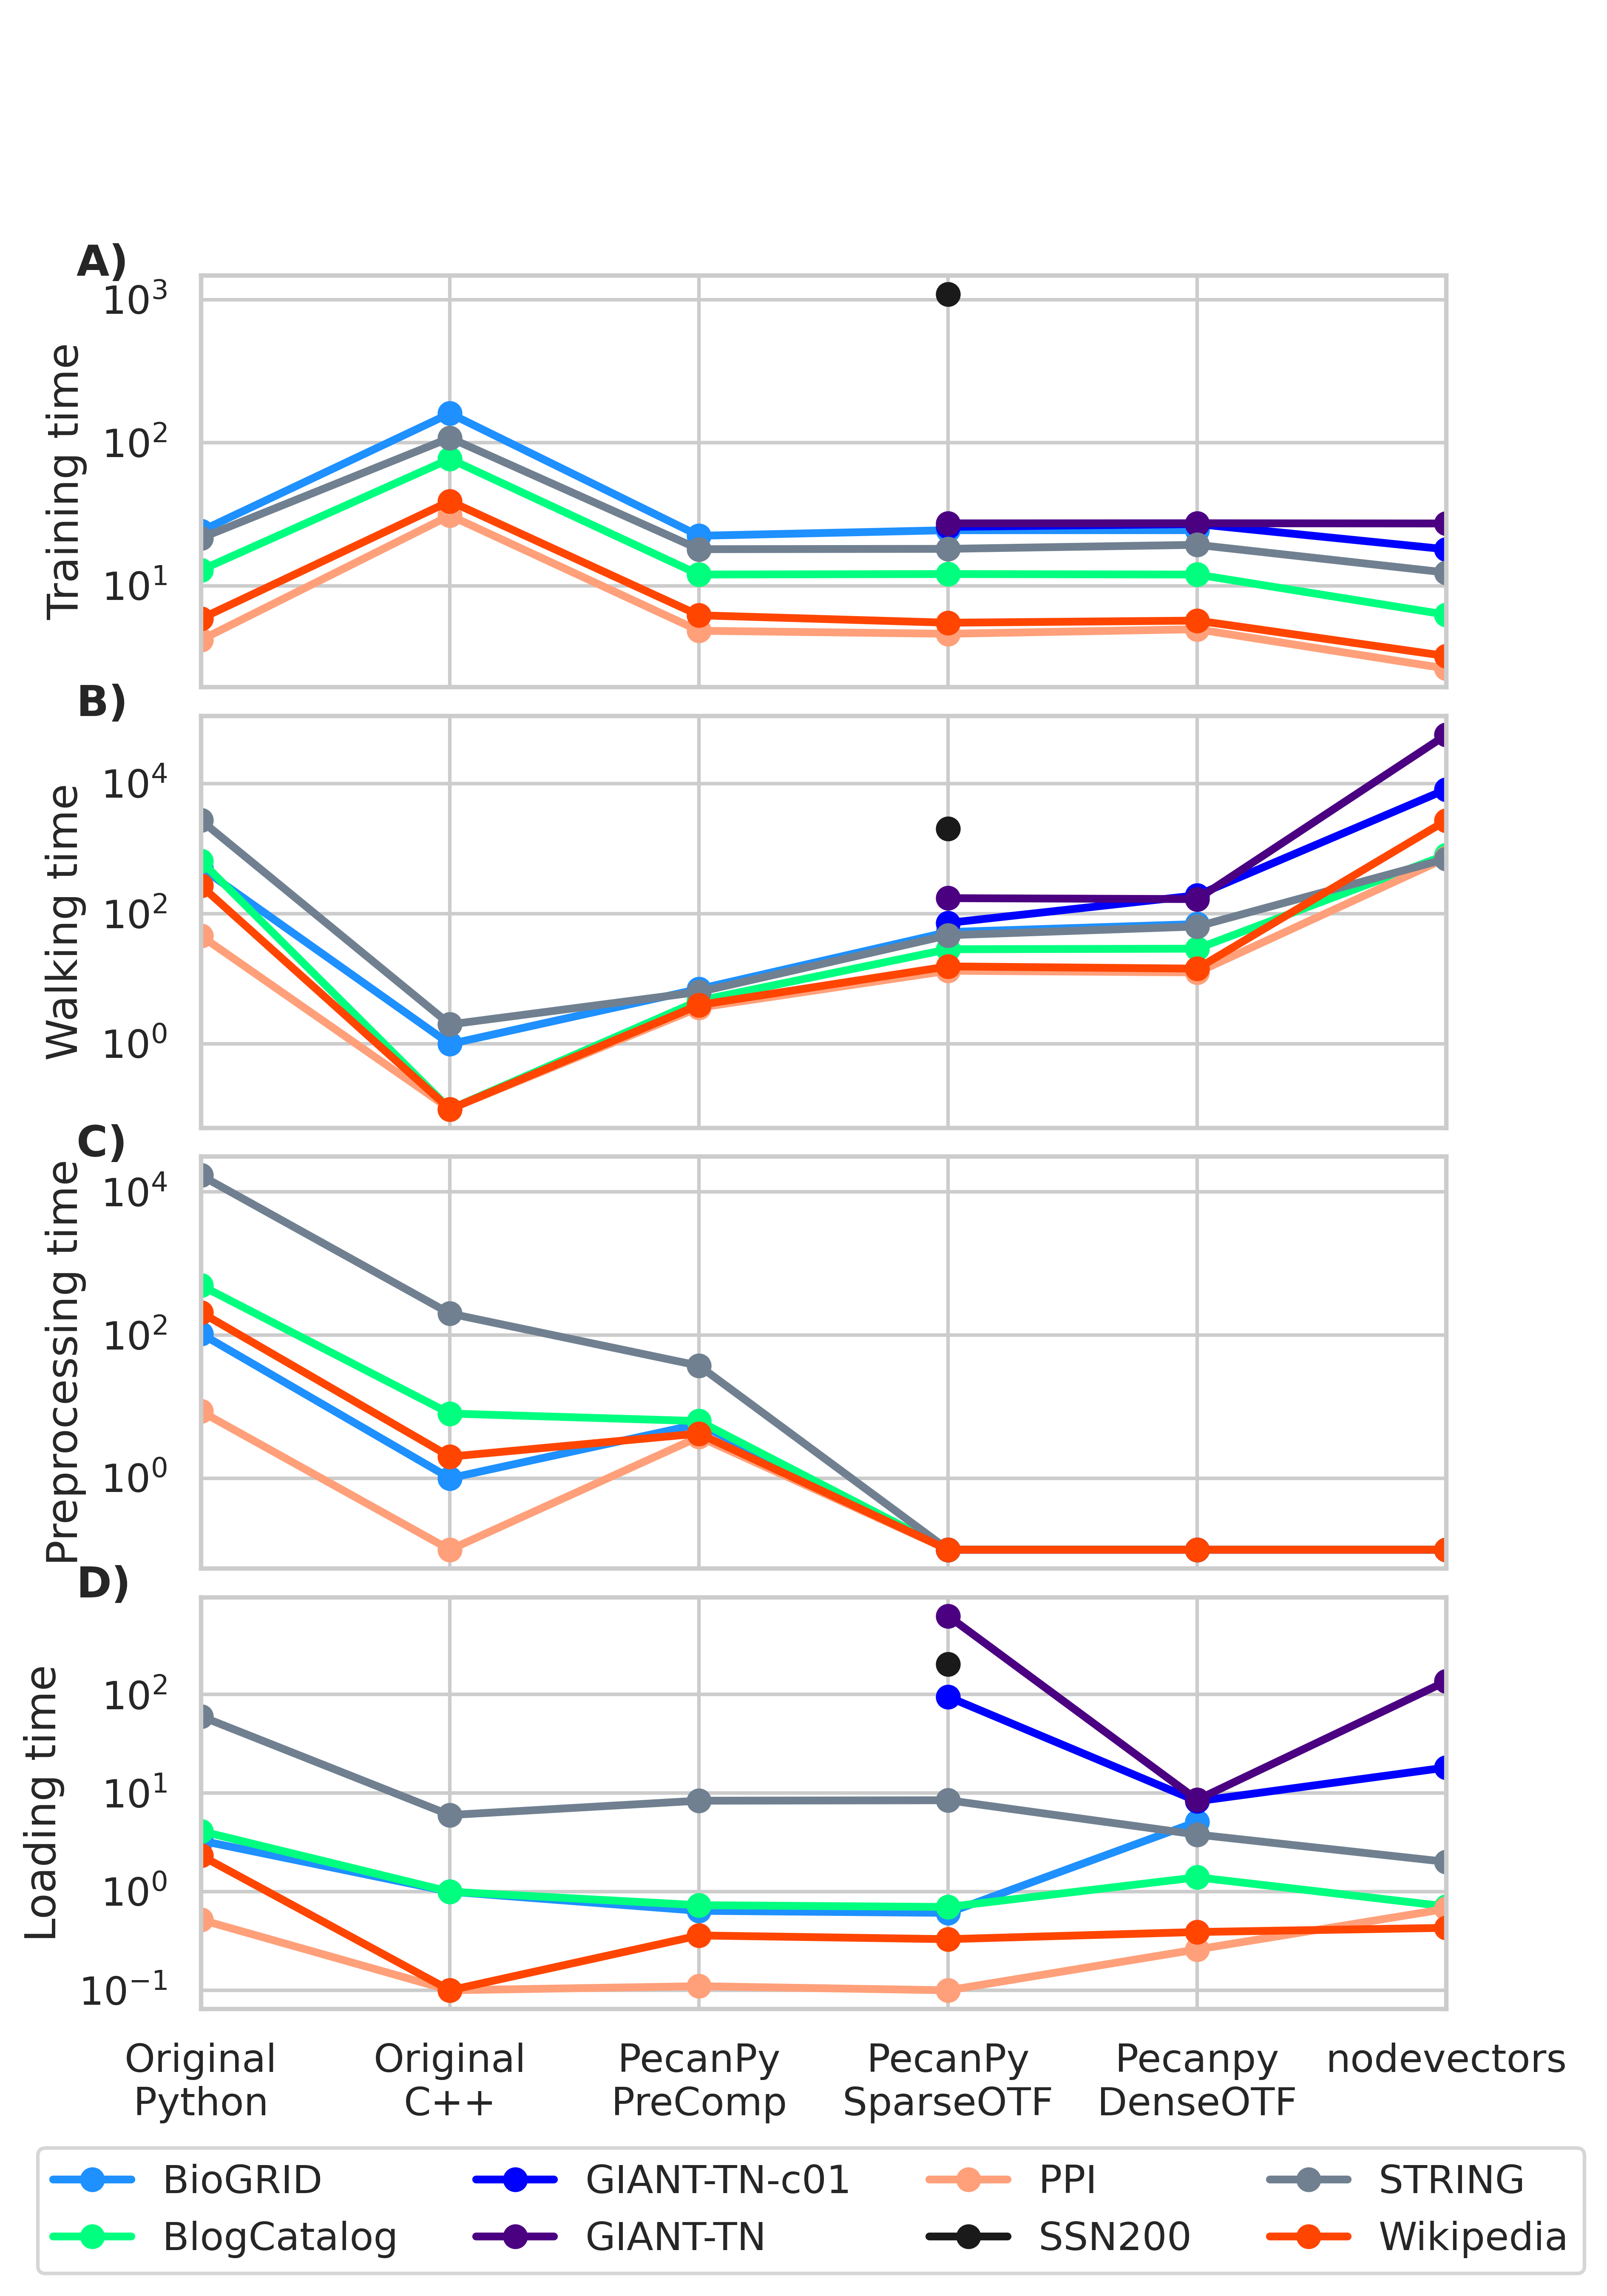 A)
Training time
10³
10²
10¹
B)
Walking time
10⁴
10²
10⁰
C)
Preprocessing time
10⁴
10²
10⁰
D)
Loading time
10²
10¹
10⁰
10⁻¹
Original Python
Original C++
PecanPy PreComp
PecanPy SparseOTF
Pecanpy DenseOTF
nodevectors
BioGRID
BlogCatalog
GIANT-TN-c01
GIANT-TN
PPI
SSN200
STRING
Wikipedia